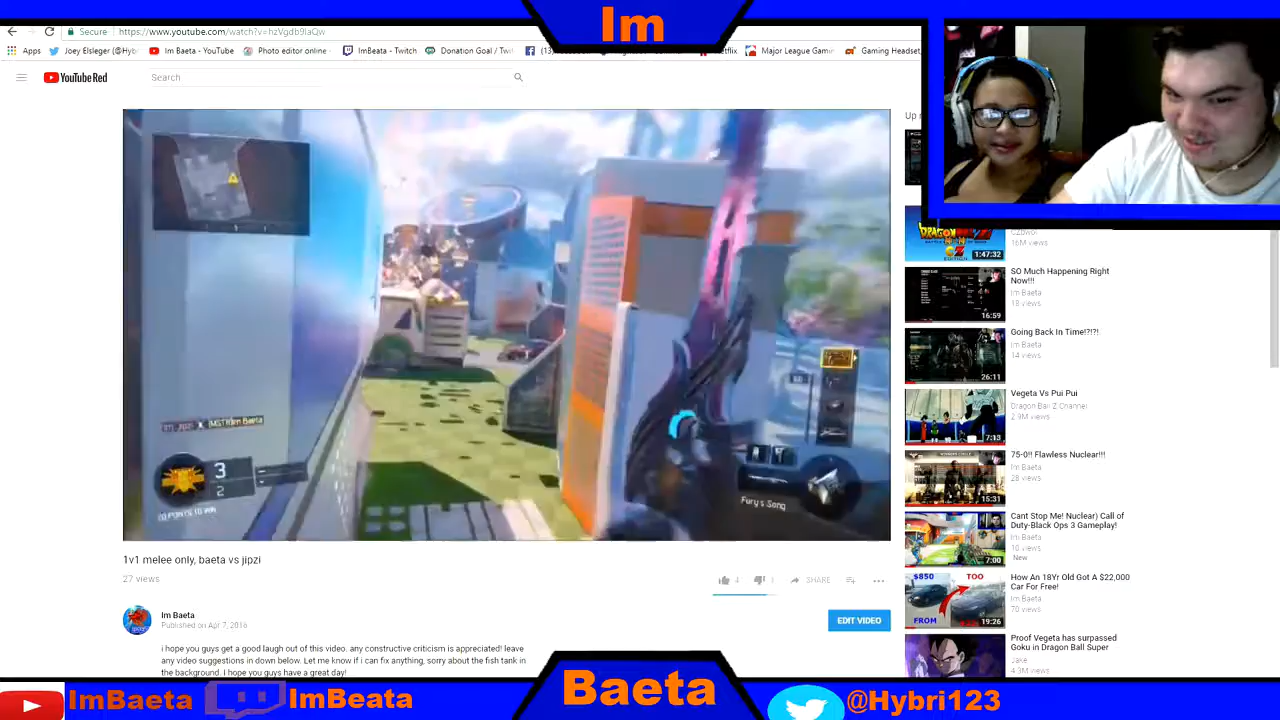 Im
Secure https://www.youtube.com/watch?v=hzVgdb9IaQw
Apps Joey Elsleger (@Hybri Im Baeta - YouTube Photo editor online ImBeata - Twitch Donation Goal / Twit Major League Game Gaming Headset,
YouTube Red
Search
Up
1:47:32
16M views
SO Much Happening Right
Now!!!
Im Baeta
18 views
16:59
Going Back In Time!?!?!
Im Baeta
14 views
26:11
Vegeta Vs Pui Pui
Dragon Ball Z Channel
2.9M views
7:13
75-0!! Flawless Nuclear!!!
Im Baeta
28 views
15:31
Cant Stop Me! Nuclear) Call of
Duty-Black Ops 3 Gameplay!
Im Baeta
10 views
New
7:00
$850 TOO
FROM
How An 18Yr Old Got A $22,000
Car For Free!
Im Baeta
70 views
19:26
Proof Vegeta has surpassed
Goku in Dragon Ball Super
Jake
4.3M views
3
2
Fury's Song
1v1 melee only, baeta vs jipzi
27 views
4 1 SHARE
Im Baeta
Published on Apr 7, 2016
EDIT VIDEO
i hope you guys get a good laugh out of this video. any constructive criticism is appreciated! leave
any video suggestions in down below. Let me know if i can fix anything, sorry about the fish tank in
the background. I hope you guys have a great day!
ImBaeta ImBeata Baeta @Hybri123